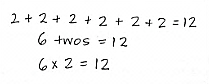 2 + 2 + 2 + 2 + 2 + 2 = 12
6 twos = 12
6 x 2 = 12